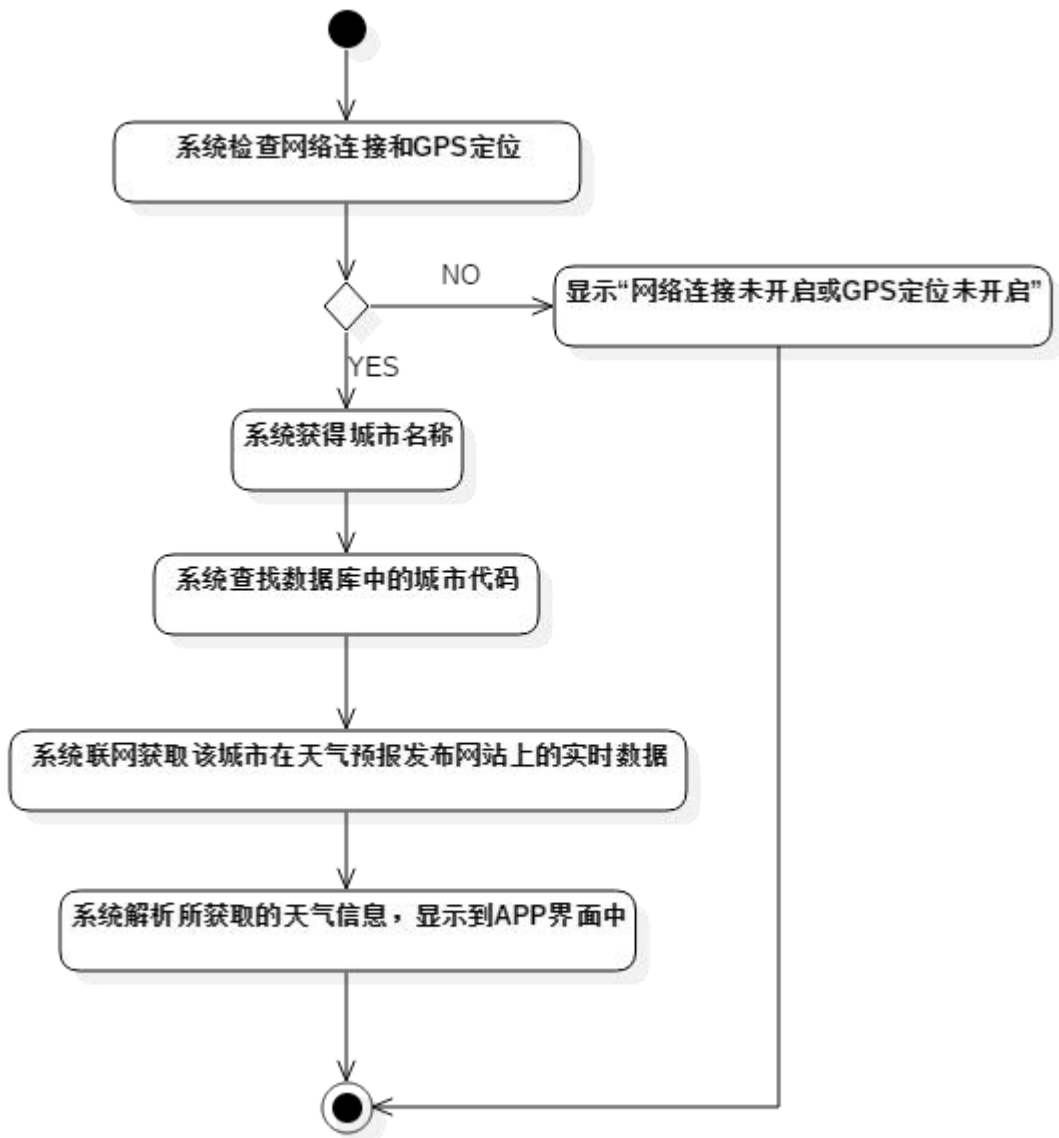 系统检查网络连接和GPS定位
NO
显示“网络连接未开启或GPS定位未开启”
YES
系统获得城市名称
系统查找数据库中的城市代码
系统联网获取该城市在天气预报发布网站上的实时数据
系统解析所获取的天气信息，显示到APP界面中